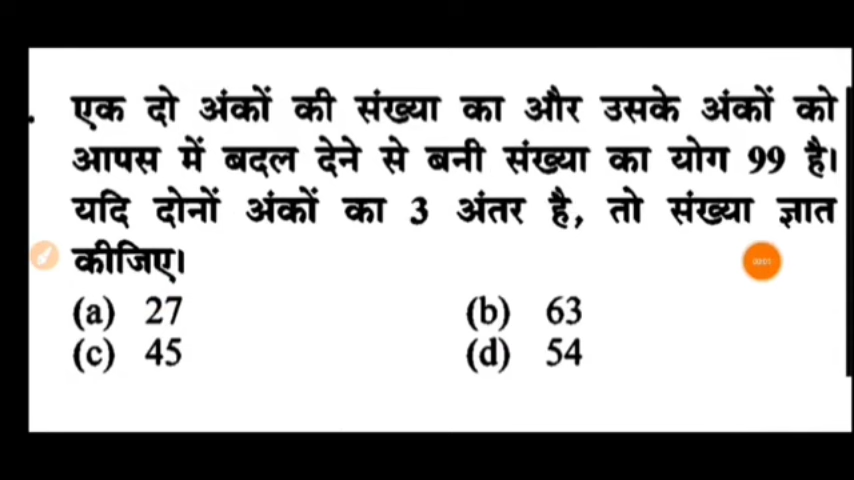 . एक दो अंकों की संख्या का और उसके अंकों को
आपस में बदल देने से बनी संख्या का योग 99 है।
यदि दोनों अंकों का 3 अंतर है, तो संख्या ज्ञात
कीजिए।
(a) 27 (b) 63
(c) 45 (d) 54